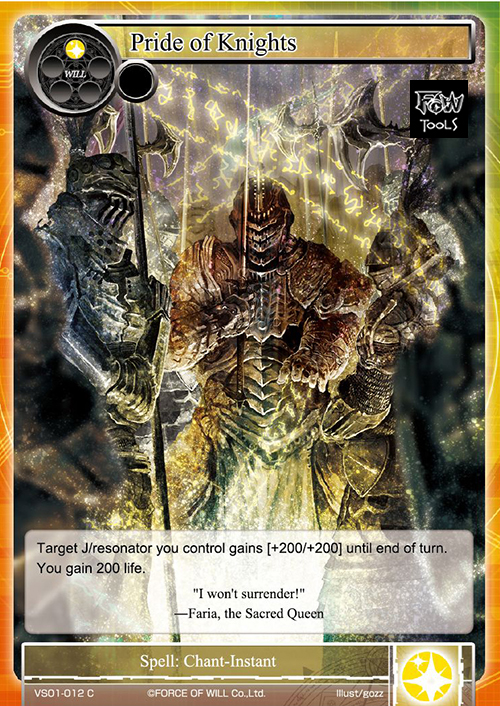 Pride of Knights
WILL
FOW
TOOLS
Target J/resonator you control gains [+200/+200] until end of turn.
You gain 200 life.
"I won't surrender!"
—Faria, the Sacred Queen
Spell: Chant-Instant
VS01-012 C ©FORCE OF WILL Co.,Ltd. Illust/gozz